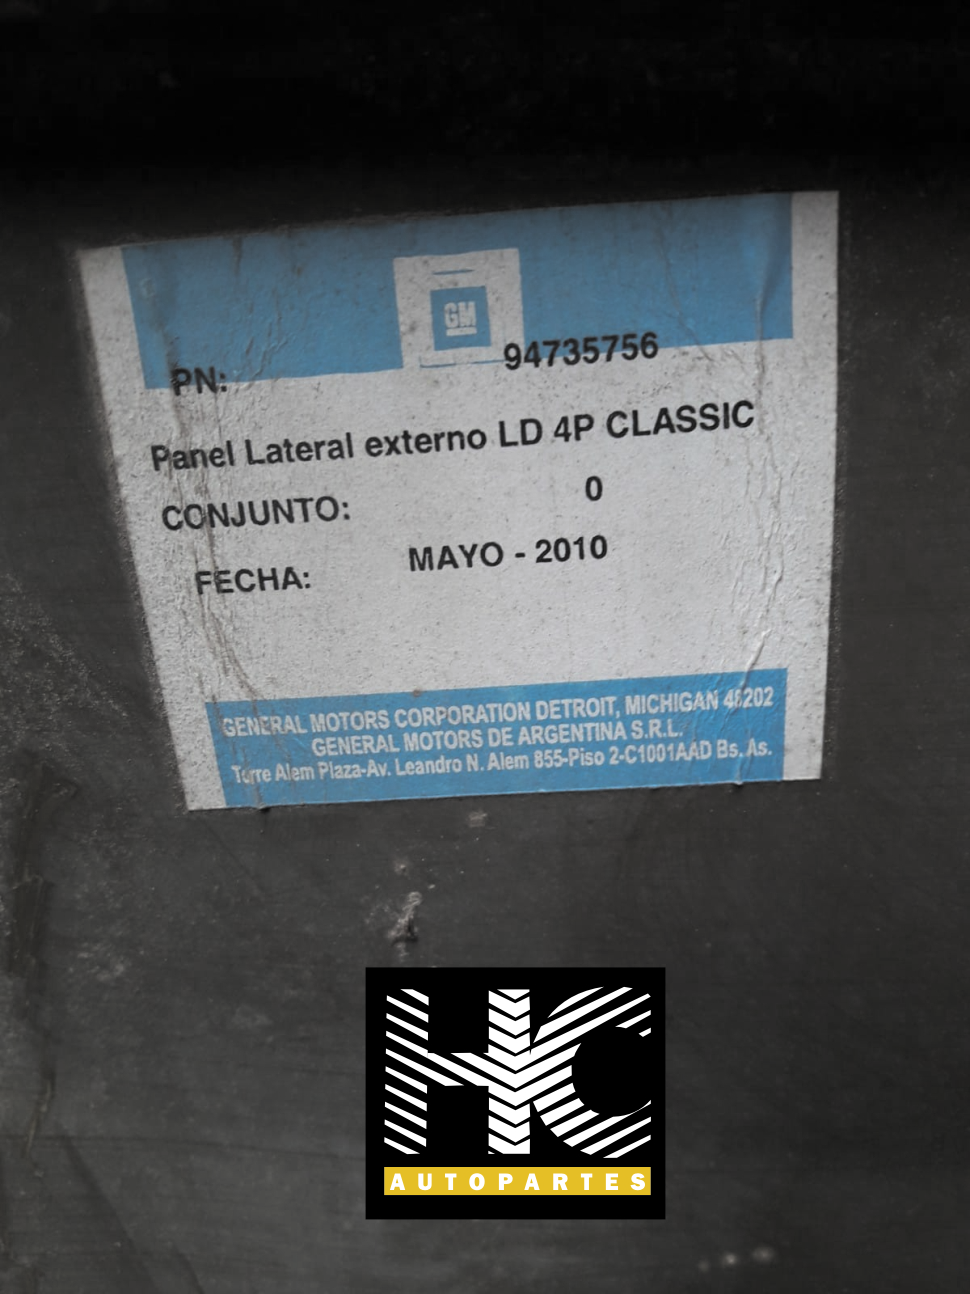 GM
PN: 94735756
Panel Lateral externo LD 4P CLASSIC
CONJUNTO: 0
FECHA: MAYO - 2010
GENERAL MOTORS CORPORATION DETROIT, MICHIGAN 48202
GENERAL MOTORS DE ARGENTINA S.R.L.
Torre Alem Plaza-Av. Leandro N. Alem 855-Piso 2-C1001AAD Bs. As.
HC
AUTOPARTES